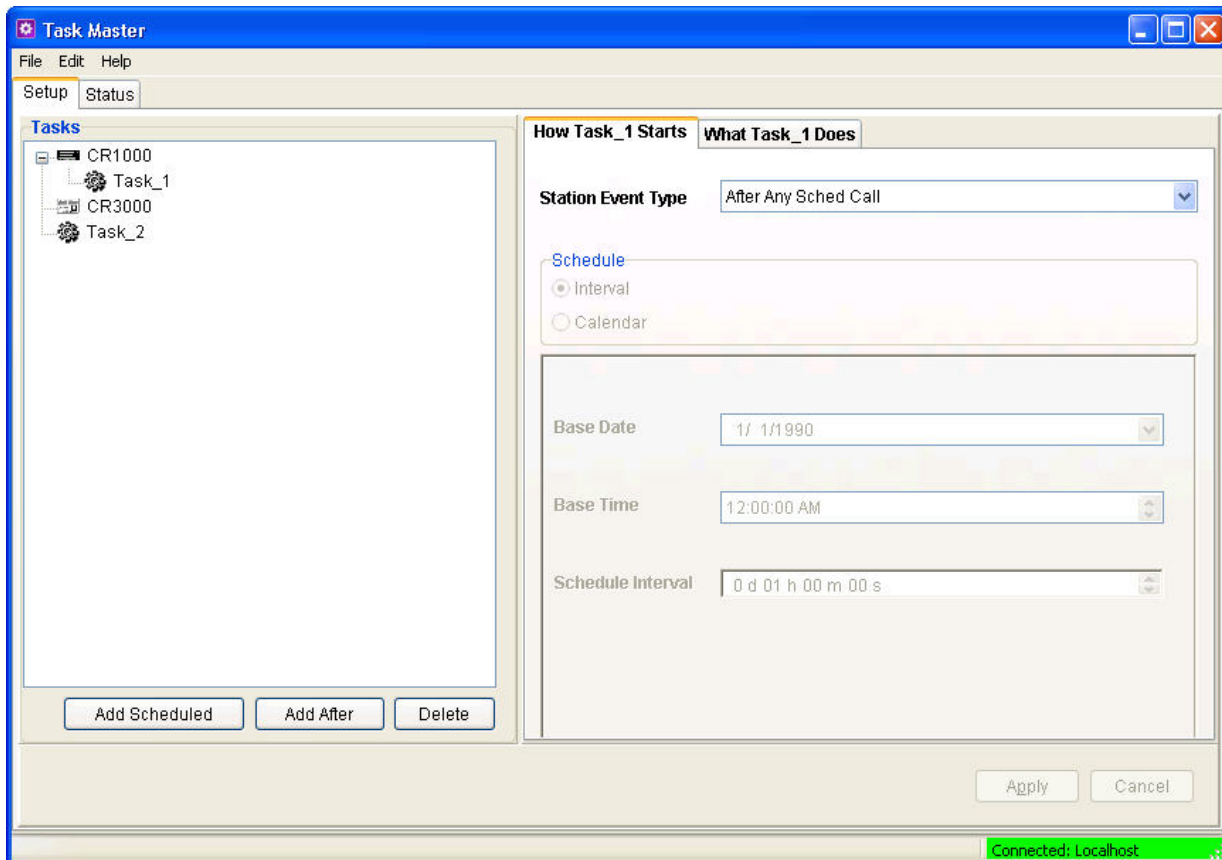 Task Master
File Edit Help
Setup Status
Tasks
CR1000
Task_1
CR3000
Task_2
Add Scheduled Add After Delete
How Task_1 Starts What Task_1 Does
Station Event Type After Any Sched Call
Schedule
Interval
Calendar
Base Date 1/ 1/1990
Base Time 12:00:00 AM
Schedule Interval 0 d 01 h 00 m 00 s
Apply Cancel
Connected: Localhost